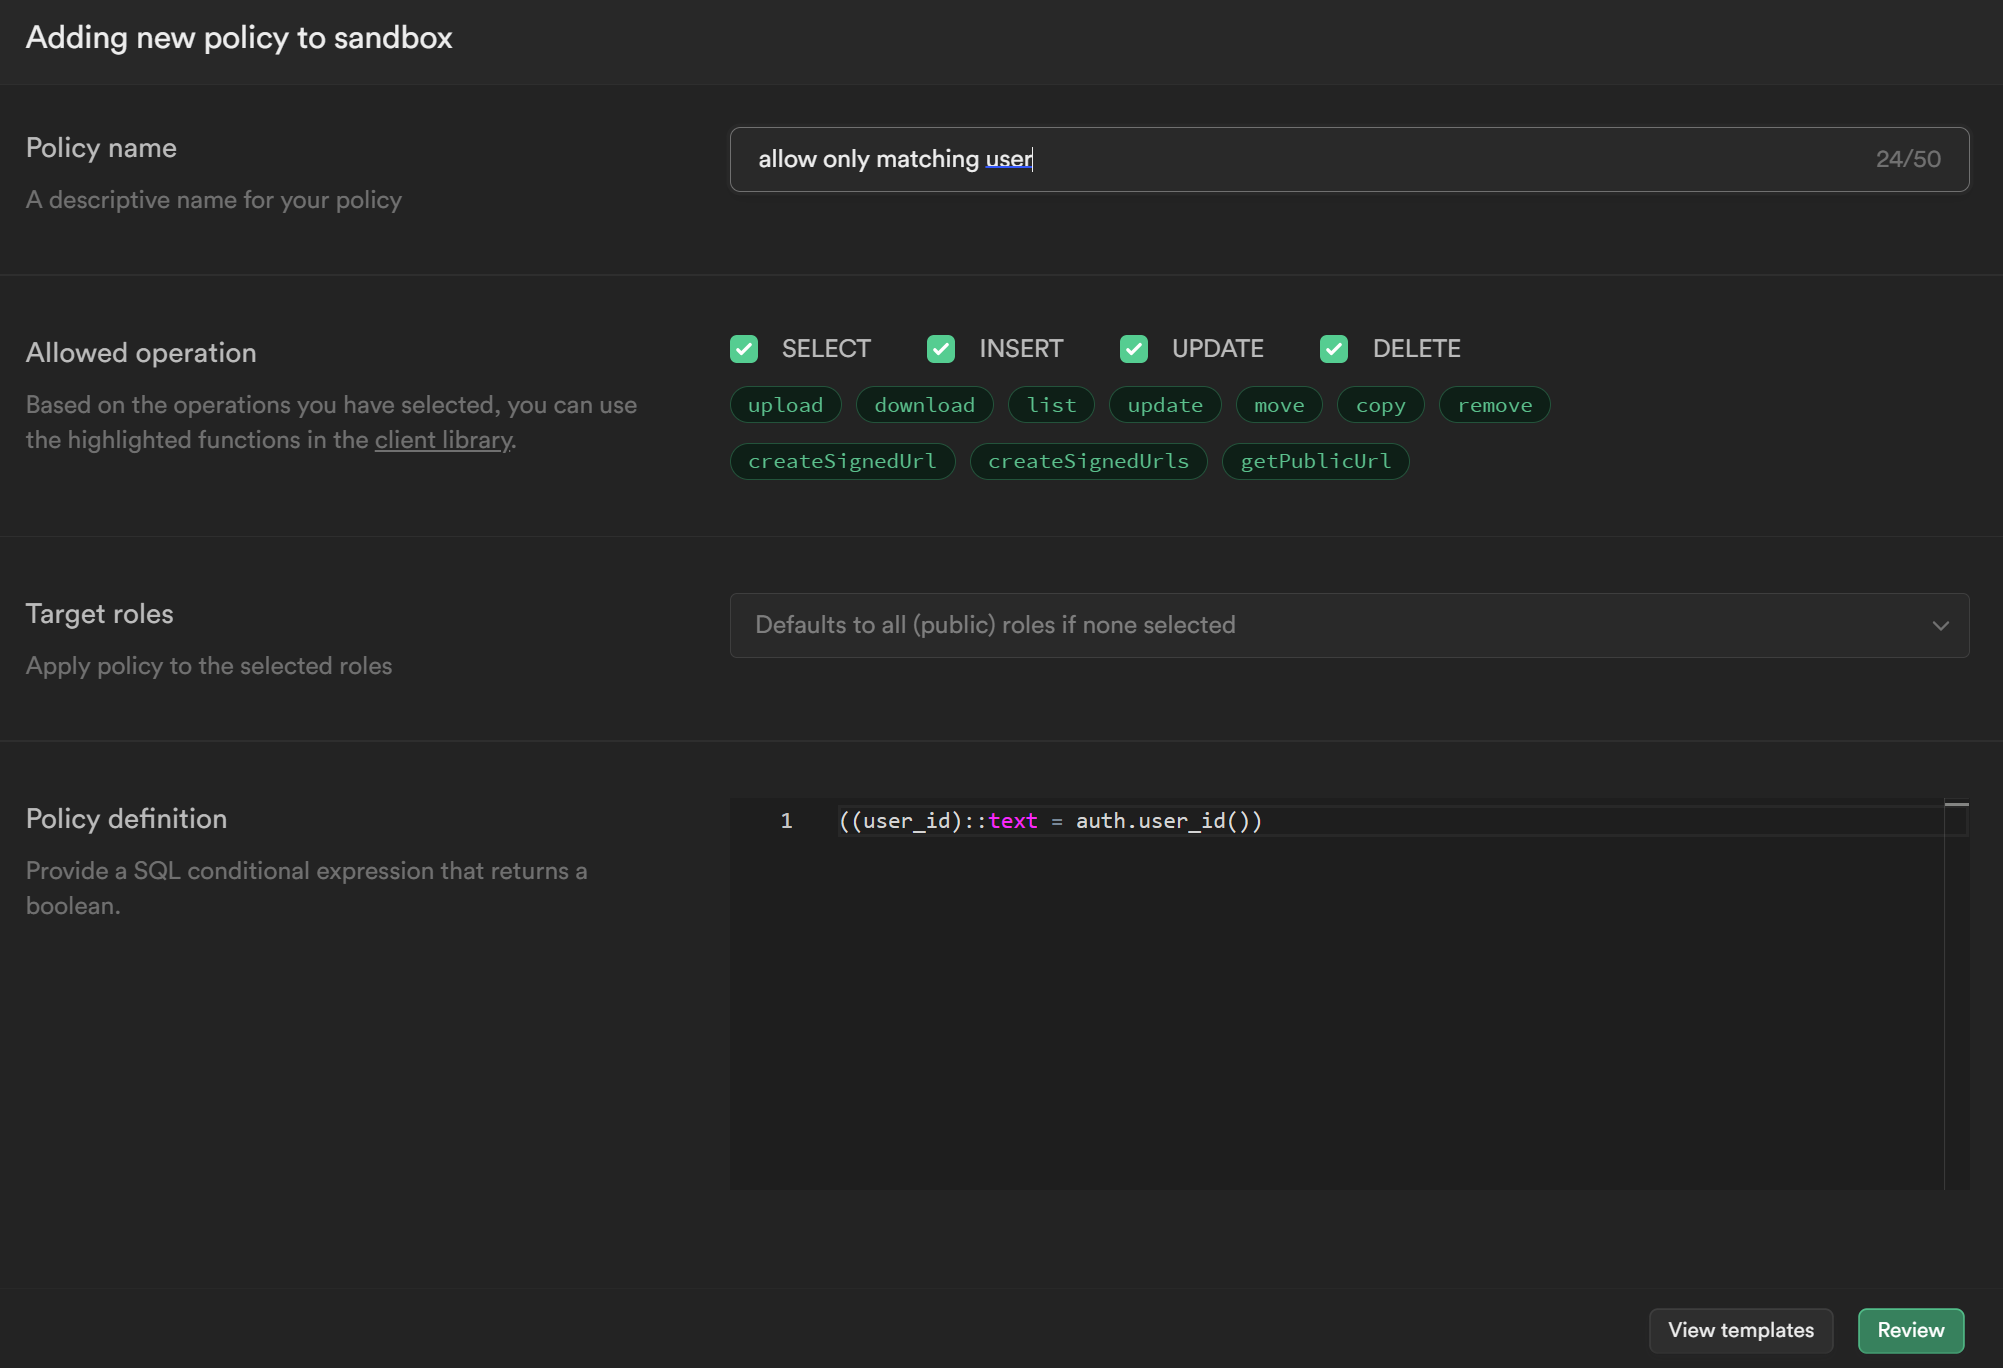 Adding new policy to sandbox
Policy name
A descriptive name for your policy
allow only matching user
24/50
Allowed operation
Based on the operations you have selected, you can use
the highlighted functions in the client library.
SELECT INSERT UPDATE DELETE
upload download list update move copy remove
createSignedUrl createSignedUrls getPublicUrl
Target roles
Apply policy to the selected roles
Defaults to all (public) roles if none selected
Policy definition
Provide a SQL conditional expression that returns a
boolean.
1 ((user_id)::text = auth.user_id())
View templates Review